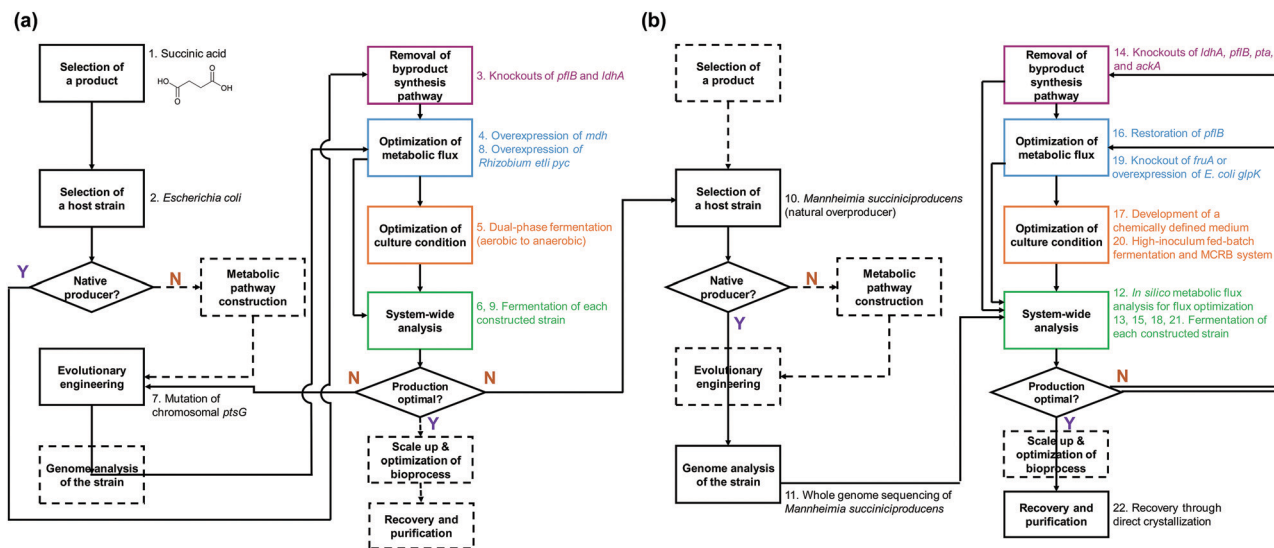 (a)
Selection of
a product
1. Succinic acid
HO
O
O
OH
Selection of
a host strain
2. Escherichia coli
Y
Native
producer?
N
Metabolic
pathway
construction
Evolutionary
engineering
7. Mutation of
chromosomal ptsG
Genome analysis
of the strain
Removal of
byproduct
synthesis
pathway
3. Knockouts of pflB and ldhA
Optimization of
metabolic flux
4. Overexpression of mdh
8. Overexpression of
Rhizobium etli pyc
Optimization of
culture condition
5. Dual-phase fermentation
(aerobic to anaerobic)
System-wide
analysis
6, 9. Fermentation of each
constructed strain
N
Production
optimal?
N
Y
Scale up &
optimization of
bioprocess
Recovery and
purification
(b)
Selection of
a product
Selection of
a host strain
10. Mannheimia succiniciproducens
(natural overproducer)
Native
producer?
N
Y
Metabolic
pathway
construction
Evolutionary
engineering
Genome analysis
of the strain
11. Whole genome sequencing of
Mannheimia succiniciproducens
Removal of
byproduct
synthesis
pathway
14. Knockouts of ldhA, pflB, pta,
and ackA
Optimization of
metabolic flux
16. Restoration of pflB
19. Knockout of fruA or
overexpression of E. coli glpK
Optimization of
culture condition
17. Development of a
chemically defined medium
20. High-inoculum fed-batch
fermentation and MCRB system
System-wide
analysis
12. In silico metabolic flux
analysis for flux optimization
13, 15, 18, 21. Fermentation of
each constructed strain
Production
optimal?
N
Y
Scale up &
optimization of
bioprocess
Recovery and
purification
22. Recovery through
direct crystallization